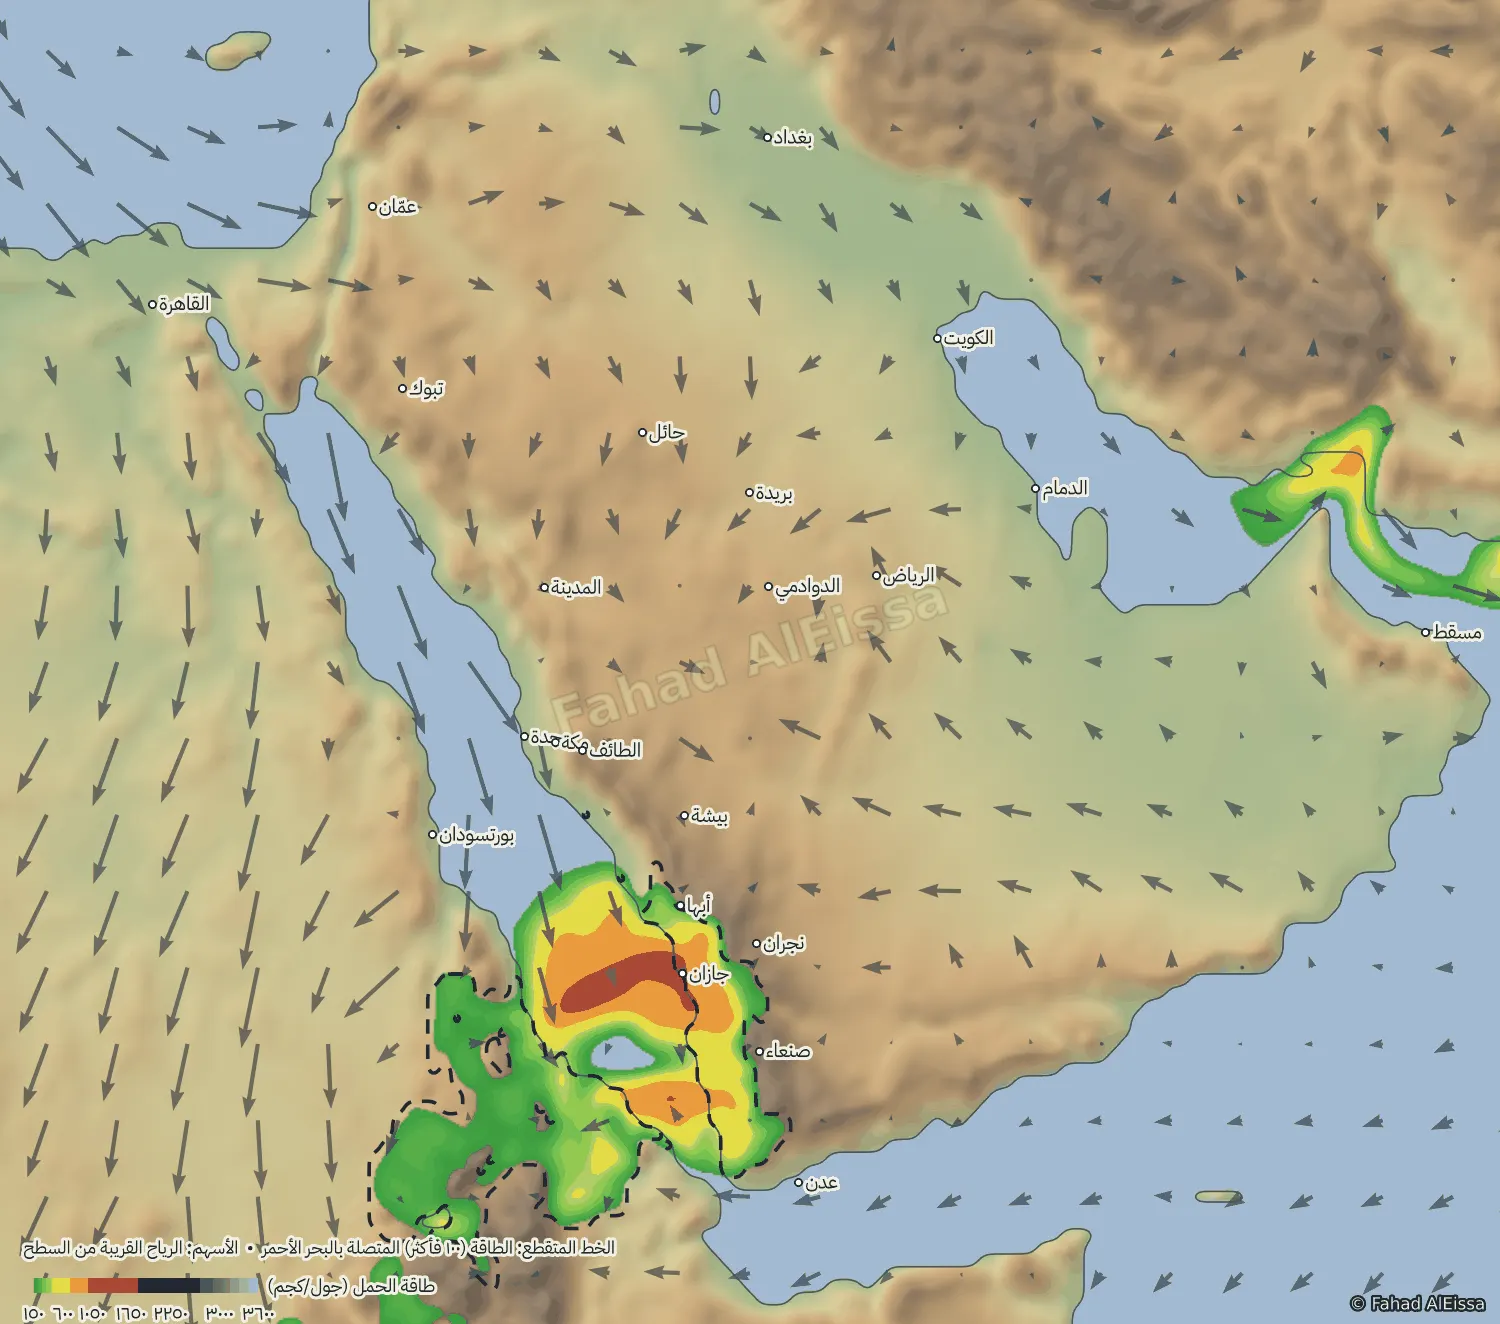 بغداد
عمّان
القاهرة
الكويت
تبوك
حائل
بريدة
الدمام
الرياض
الدوادمي
المدينة
مسقط
Fahad AlEissa
جدة
مكة
الطائف
بيشة
بورتسودان
أبها
نجران
جازان
صنعاء
عدن
الخط المتقطع: الطاقة (١٠٠ فأكثر) المتصلة بالبحر الأحمر • الأسهم: الرياح القريبة من السطح
طاقة الحمل (جول/كجم)
١٥٠ ٦٠٠ ١٠٥٠ ١٦٥٠ ٢٢٥٠ ٣٠٠٠ ٣٦٠٠
© Fahad AlEissa